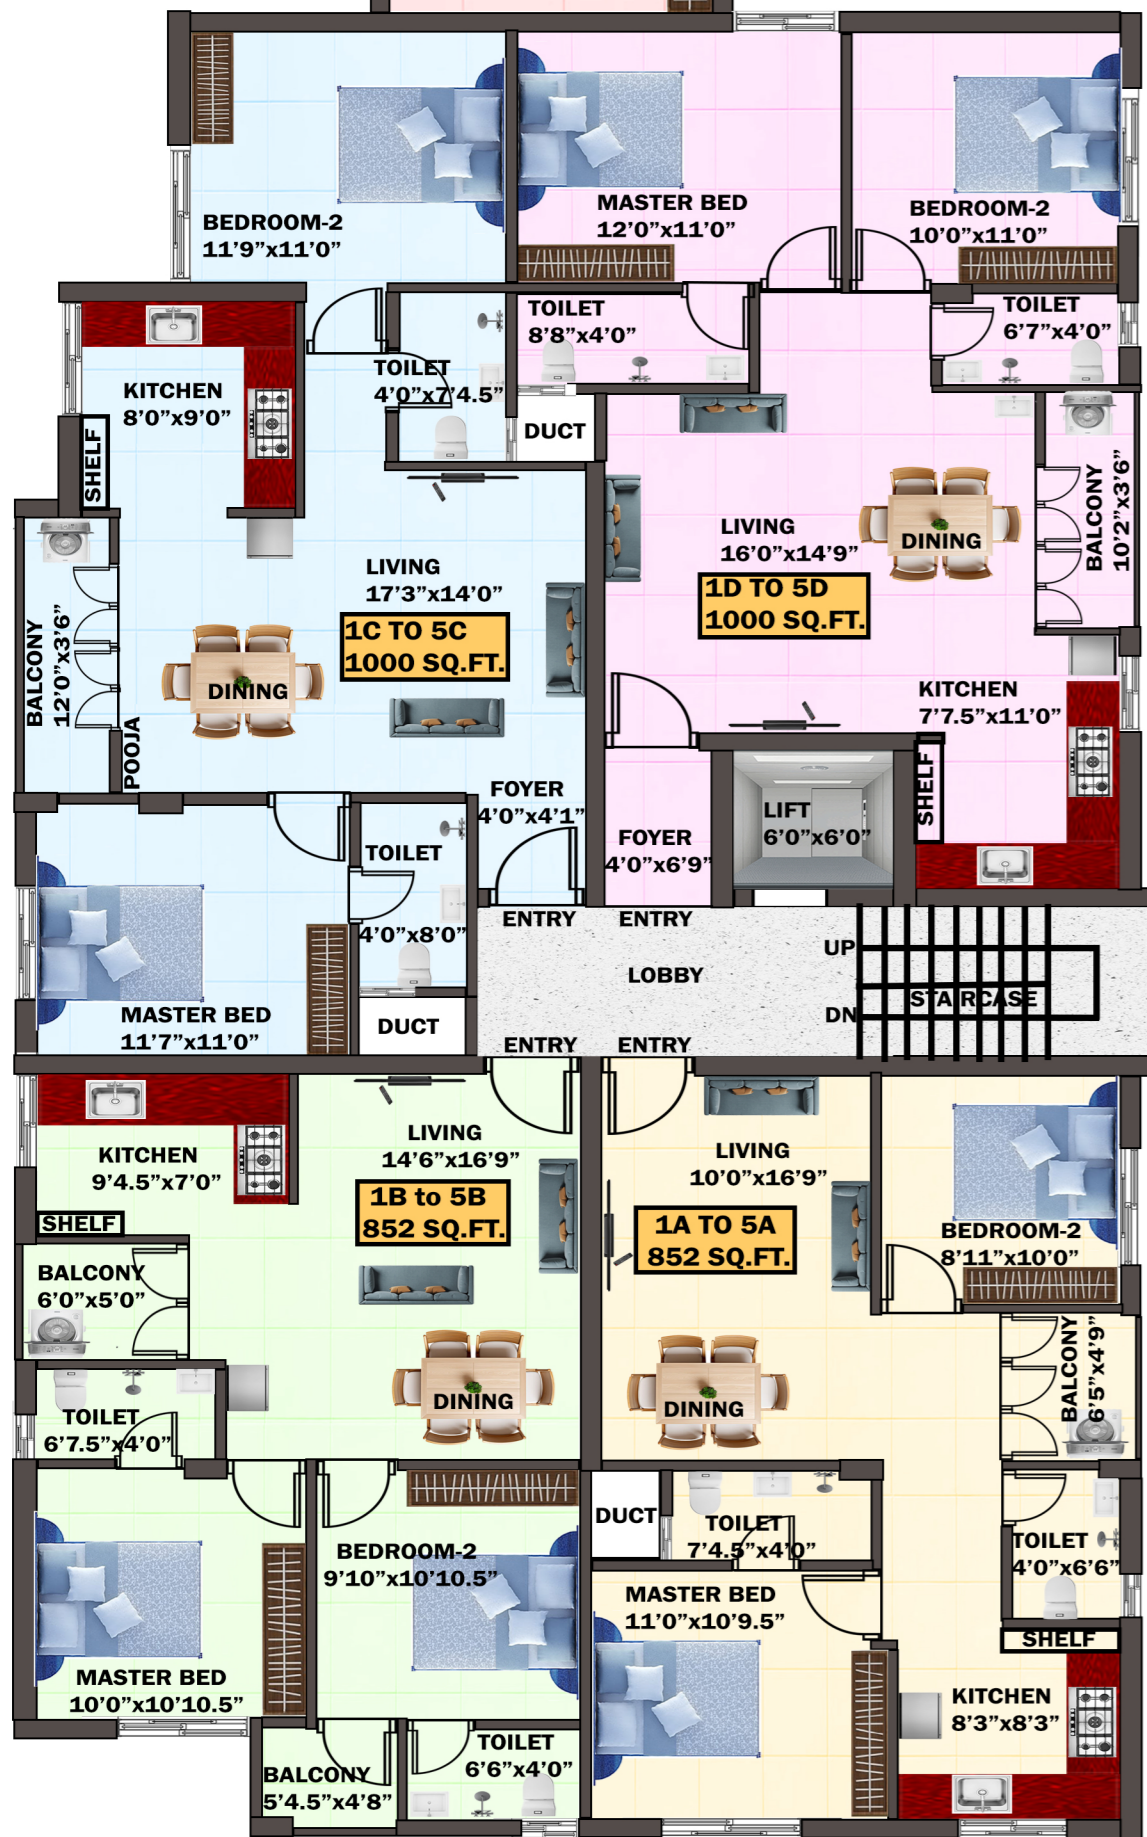 BEDROOM-2
11'9"x11'0"
MASTER BED
12'0"x11'0"
BEDROOM-2
10'0"x11'0"
TOILET
8'8"x4'0"
TOILET
6'7"x4'0"
KITCHEN
8'0"x9'0"
TOILET
4'0"x7'4.5"
DUCT
SHELF
LIVING
17'3"x14'0"
1C TO 5C
1000 SQ.FT.
BALCONY
12'0"x3'6"
DINING
POOJA
FOYER
4'0"x4'1"
LIVING
16'0"x14'9"
1D TO 5D
1000 SQ.FT.
DINING
BALCONY
10'2"x3'6"
KITCHEN
7'7.5"x11'0"
SHELF
LIFT
6'0"x6'0"
FOYER
4'0"x6'9"
TOILET
4'0"x8'0"
MASTER BED
11'7"x11'0"
DUCT
ENTRY
ENTRY
LOBBY
UP
DN
STAIRCASE
ENTRY
ENTRY
KITCHEN
9'4.5"x7'0"
SHELF
LIVING
14'6"x16'9"
1B to 5B
852 SQ.FT.
BALCONY
6'0"x5'0"
TOILET
6'7.5"x4'0"
DINING
LIVING
10'0"x16'9"
1A TO 5A
852 SQ.FT.
BEDROOM-2
8'11"x10'0"
BALCONY
6'5"x4'9"
DINING
DUCT
TOILET
7'4.5"x4'0"
TOILET
4'0"x6'6"
BEDROOM-2
9'10"x10'10.5"
MASTER BED
10'0"x10'10.5"
MASTER BED
11'0"x10'9.5"
SHELF
KITCHEN
8'3"x8'3"
BALCONY
5'4.5"x4'8"
TOILET
6'6"x4'0"